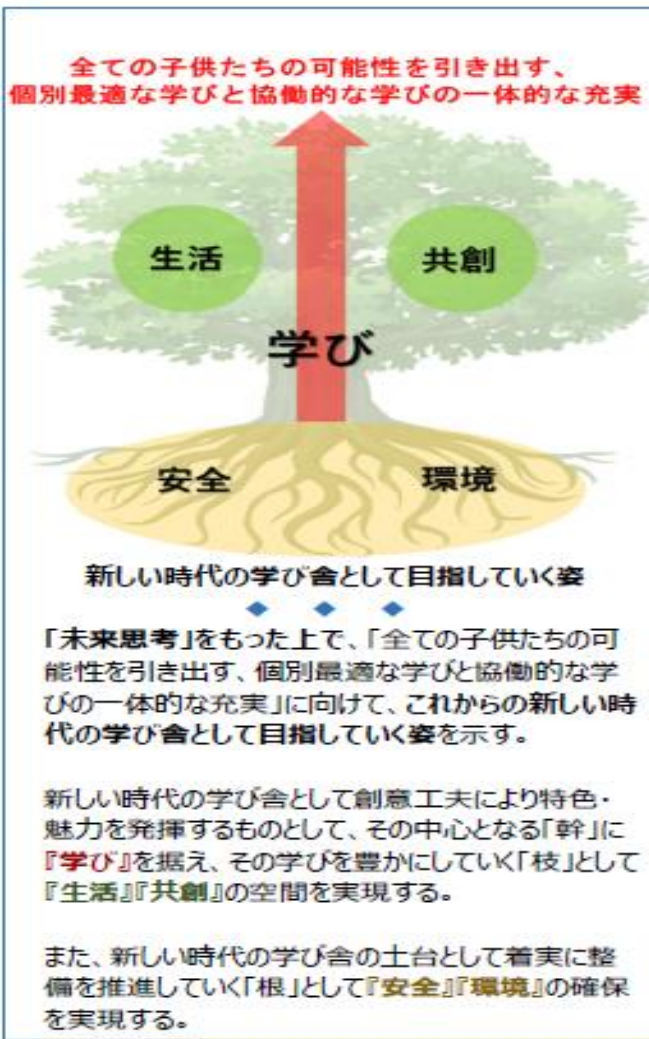 全ての子供たちの可能性を引き出す、
個別最適な学びと協働的な学びの一体的な充実
生活
共創
学び
安全
環境
新しい時代の学び舎として目指していく姿
「未来思考」をもった上で、「全ての子供たちの可
能性を引き出す、個別最適な学びと協働的な学
びの一体的な充実」に向けて、これからの新しい時
代の学び舎として目指していく姿を示す。
新しい時代の学び舎として創意工夫により特色・
魅力を発揮するものとして、その中心となる「幹」に
『学び』を据え、その学びを豊かにしていく「枝」として
『生活』『共創』の空間を実現する。
また、新しい時代の学び舎の土台として着実に整
備を推進していく「根」として『安全』『環境』の確保
を実現する。